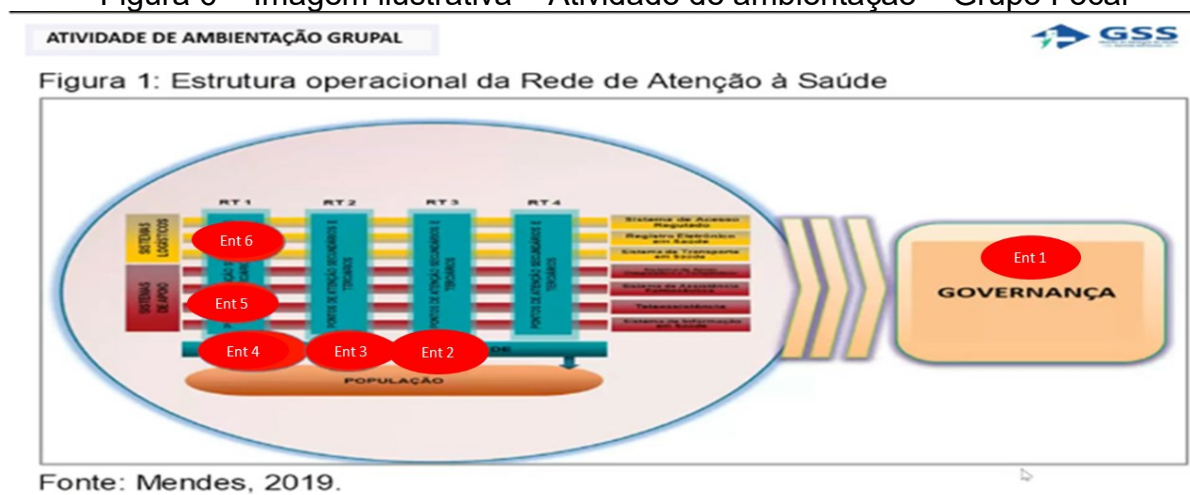 Figura 6 – Imagem ilustrativa – Atividade de ambientação – Grupo Focal
ATIVIDADE DE AMBIENTAÇÃO GRUPAL
GSS
Figura 1: Estrutura operacional da Rede de Atenção à Saúde
RT 1
RT 2
RT 3
RT 4
SISTEMAS LOGÍSTICOS
SISTEMAS DE APOIO
PONTOS DE ATENÇÃO SECUNDÁRIOS E TERCIÁRIOS
PONTOS DE ATENÇÃO SECUNDÁRIOS E TERCIÁRIOS
PONTOS DE ATENÇÃO SECUNDÁRIOS E TERCIÁRIOS
Sistema de Acesso
Regulado
Registro Eletrônico
em Saúde
Sistema de Transporte
em Saúde
Teleassistência
Sistema de Informação
em Saúde
Ent 6
Ent 5
Ent 4
Ent 3
Ent 2
DE
POPULAÇÃO
Ent 1
GOVERNANÇA
Fonte: Mendes, 2019.